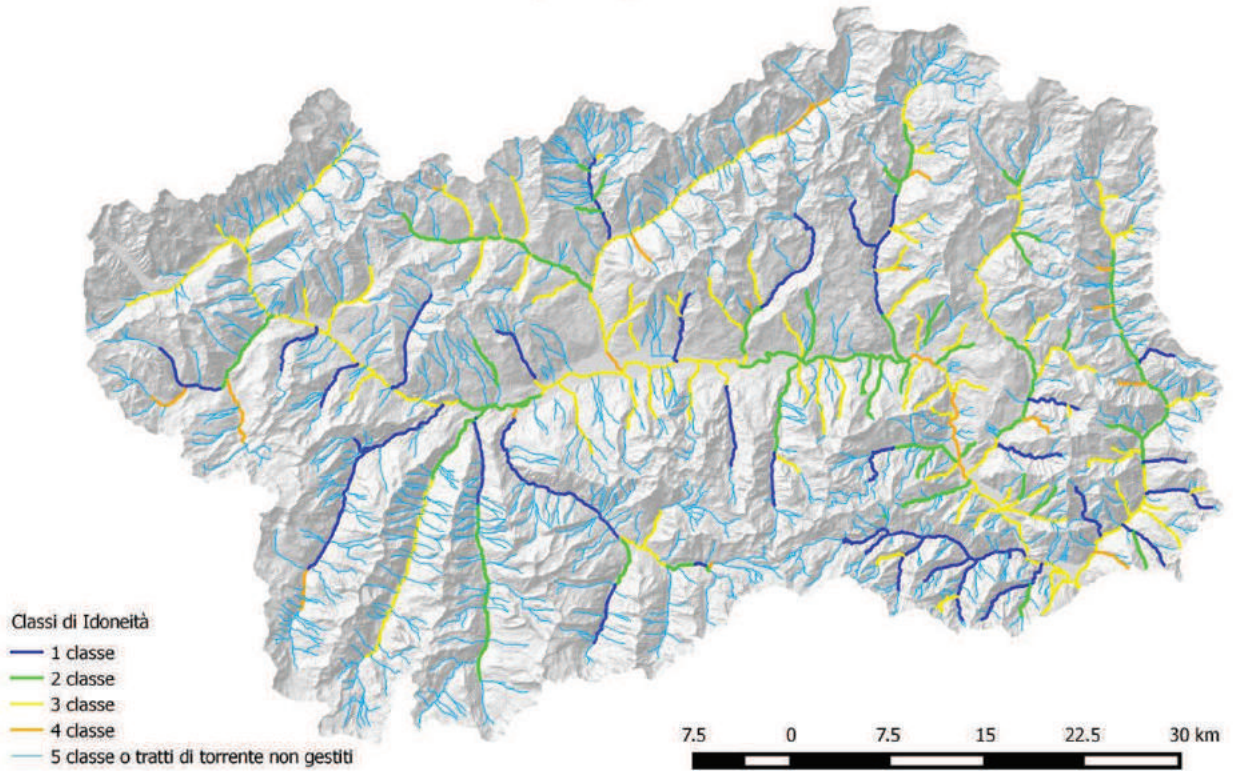 Classi di Idoneità
1 classe
2 classe
3 classe
4 classe
5 classe o tratti di torrente non gestiti
7.5 0 7.5 15 22.5 30 km